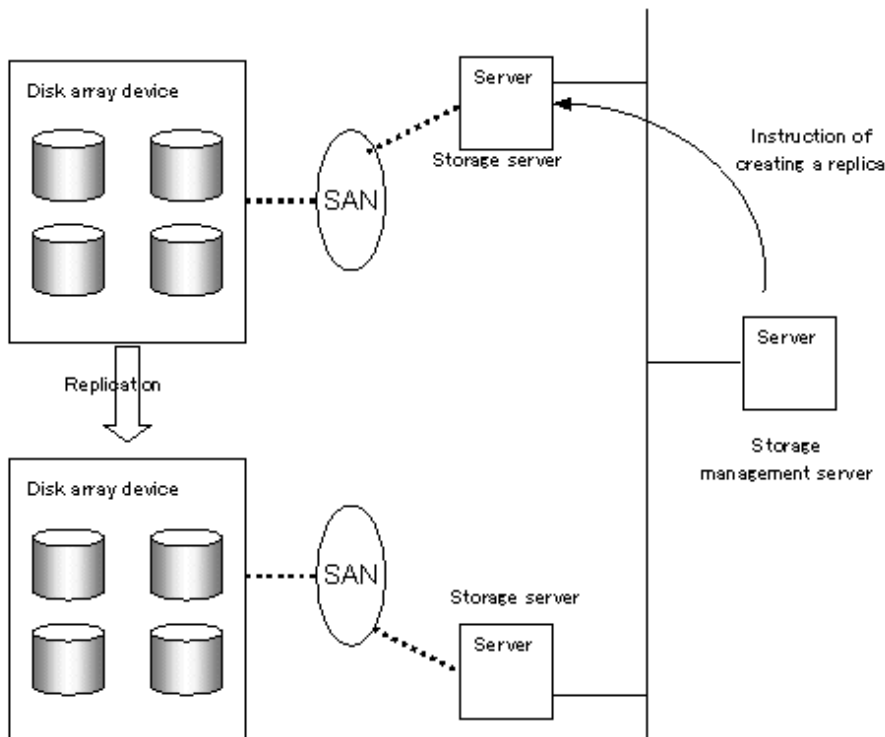 Disk array device
SAN
Server
Storage server
Instruction of
creating a replica
Server
Storage
management server
Replication
Disk array device
SAN
Storage server
Server